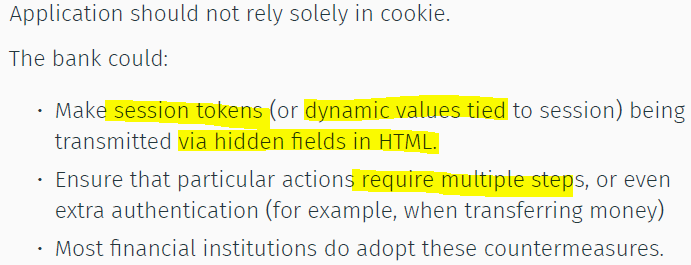 Application should not rely solely in cookie.
The bank could:
• Make session tokens (or dynamic values tied to session) being
transmitted via hidden fields in HTML.
• Ensure that particular actions require multiple steps, or even
extra authentication (for example, when transferring money)
• Most financial institutions do adopt these countermeasures.